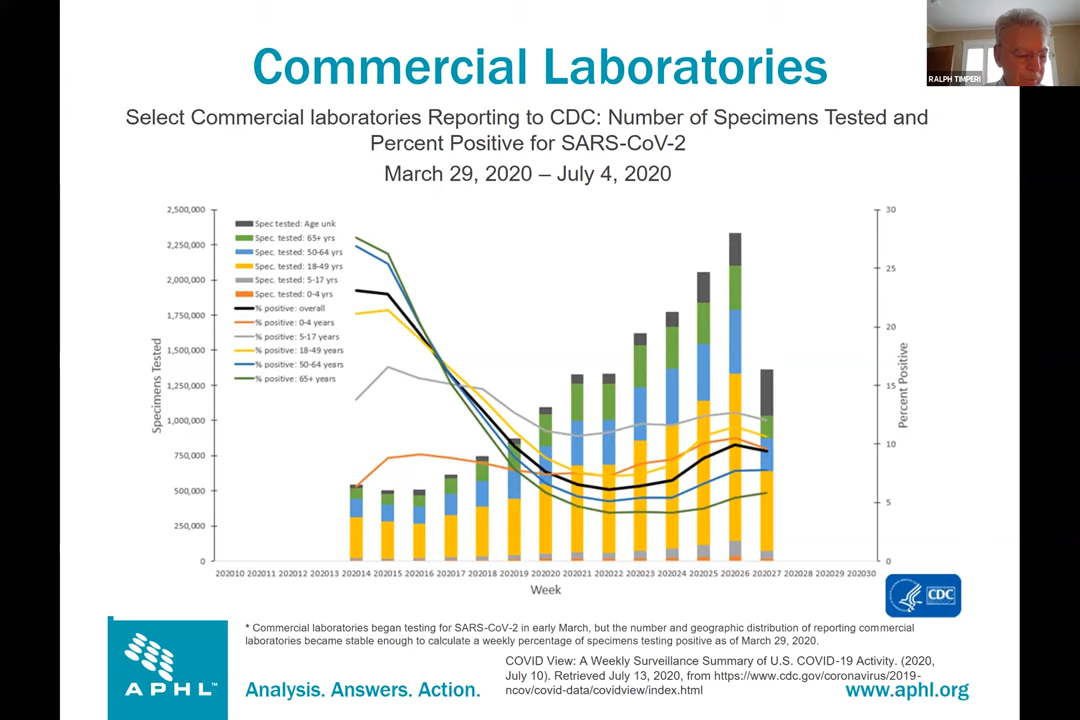 Commercial Laboratories
RALPH TIMPERI
Select Commercial laboratories Reporting to CDC: Number of Specimens Tested and
Percent Positive for SARS-CoV-2
March 29, 2020 – July 4, 2020
2,500,000
2,250,000
2,000,000
1,750,000
1,500,000
1,250,000
1,000,000
750,000
500,000
250,000
0
Specimens Tested
Spec tested: Age unk
Spec. tested: 65+ yrs
Spec. tested: 50-64 yrs
Spec. tested: 18-49 yrs
Spec. tested: 5-17 yrs
Spec. tested: 0-4 yrs
% positive: overall
% positive: 0-4 years
% positive: 5-17 years
% positive: 18-49 years
% positive: 50-64 years
% positive: 65+ years
30
25
20
15
10
5
0
Percent Positive
202010 202011 202012 202013 202014 202015 202016 202017 202018 202019 202020 202021 202022 202023 202024 202025 202026 202027 202028 202029 202030
Week
CDC
* Commercial laboratories began testing for SARS-CoV-2 in early March, but the number and geographic distribution of reporting commercial
laboratories became stable enough to calculate a weekly percentage of specimens testing positive as of March 29, 2020.
COVID View: A Weekly Surveillance Summary of U.S. COVID-19 Activity. (2020,
July 10). Retrieved July 13, 2020, from https://www.cdc.gov/coronavirus/2019-
ncov/covid-data/covidview/index.html
APHL™
Analysis. Answers. Action.
www.aphl.org